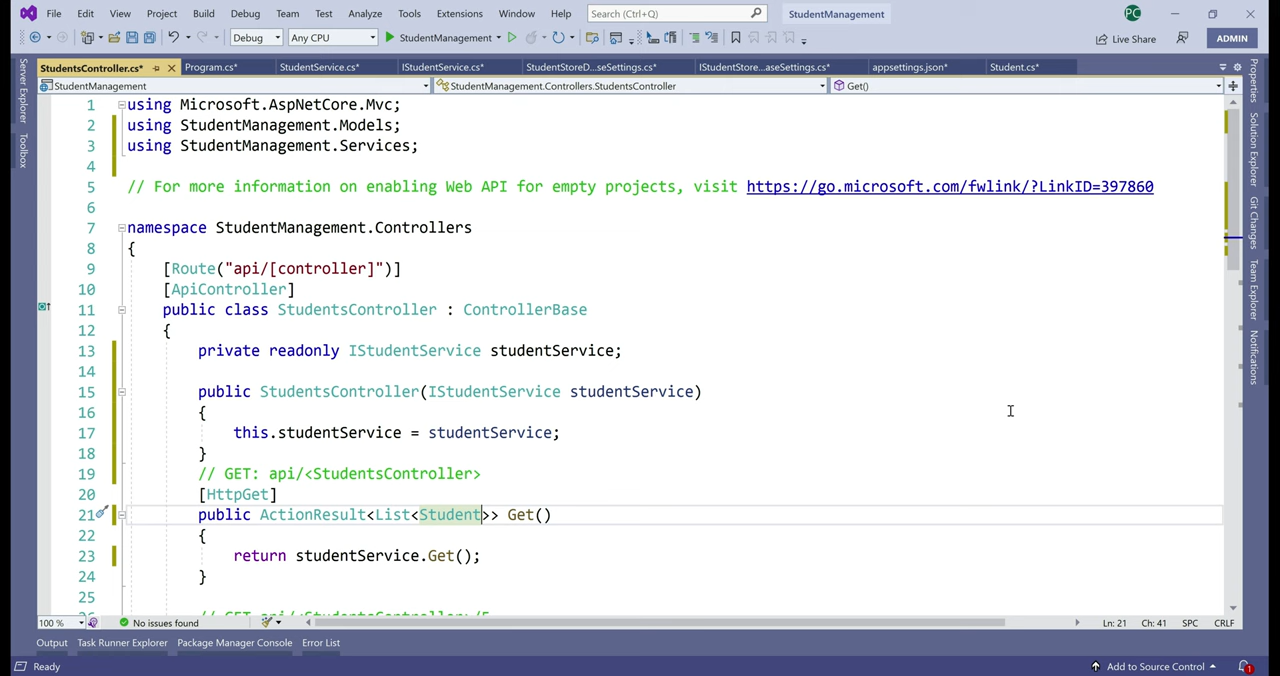 File Edit View Project Build Debug Team Test Analyze Tools Extensions Window Help Search (Ctrl+Q) StudentManagement PC
Debug Any CPU StudentManagement Live Share ADMIN
StudentsController.cs* Program.cs* StudentService.cs* IStudentService.cs* StudentStoreD...seSettings.cs* IStudentStore...aseSettings.cs* appsettings.json* Student.cs*
StudentManagement StudentManagement.Controllers.StudentsController Get()
Server Explorer
Toolbox
1 using Microsoft.AspNetCore.Mvc;
2 using StudentManagement.Models;
3 using StudentManagement.Services;
4
5 // For more information on enabling Web API for empty projects, visit https://go.microsoft.com/fwlink/?LinkID=397860
6
7 namespace StudentManagement.Controllers
8 {
9 [Route("api/[controller]")]
10 [ApiController]
11 public class StudentsController : ControllerBase
12 {
13 private readonly IStudentService studentService;
14
15 public StudentsController(IStudentService studentService)
16 {
17 this.studentService = studentService;
18 }
19 // GET: api/<StudentsController>
20 [HttpGet]
21 public ActionResult<List<Student>> Get()
22 {
23 return studentService.Get();
24 }
25
26 // GET api/<StudentsController>/5
Properties
Solution Explorer
Git Changes
Team Explorer
Notifications
100 % No issues found Ln: 21 Ch: 41 SPC CRLF
Output Task Runner Explorer Package Manager Console Error List
Ready Add to Source Control 1